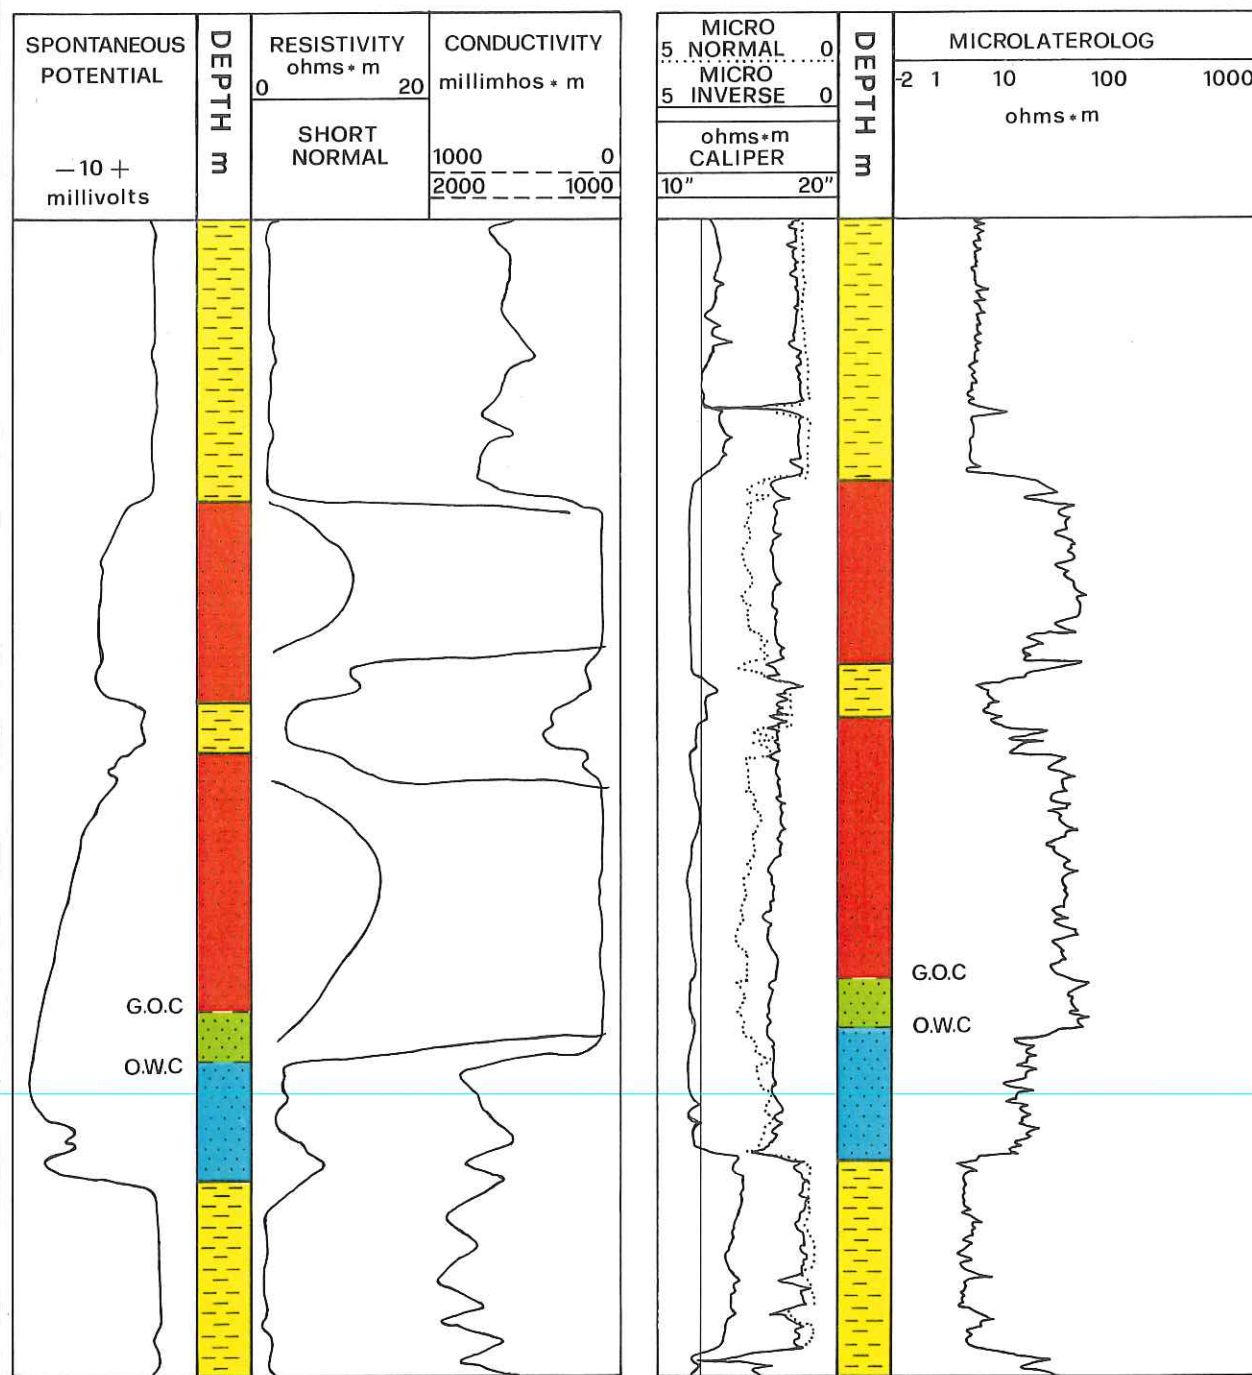 SPONTANEOUS
POTENTIAL
— 10 +
millivolts
DEPTH m
RESISTIVITY
ohms * m
0 20
SHORT
NORMAL
CONDUCTIVITY
millimhos * m
1000 0
2000 1000
MICRO
5 NORMAL 0
MICRO
5 INVERSE 0
ohms*m
CALIPER
10" 20"
DEPTH m
MICROLATEROLOG
-2 1 10 100 1000
ohms*m
G.O.C
O.W.C
G.O.C
O.W.C